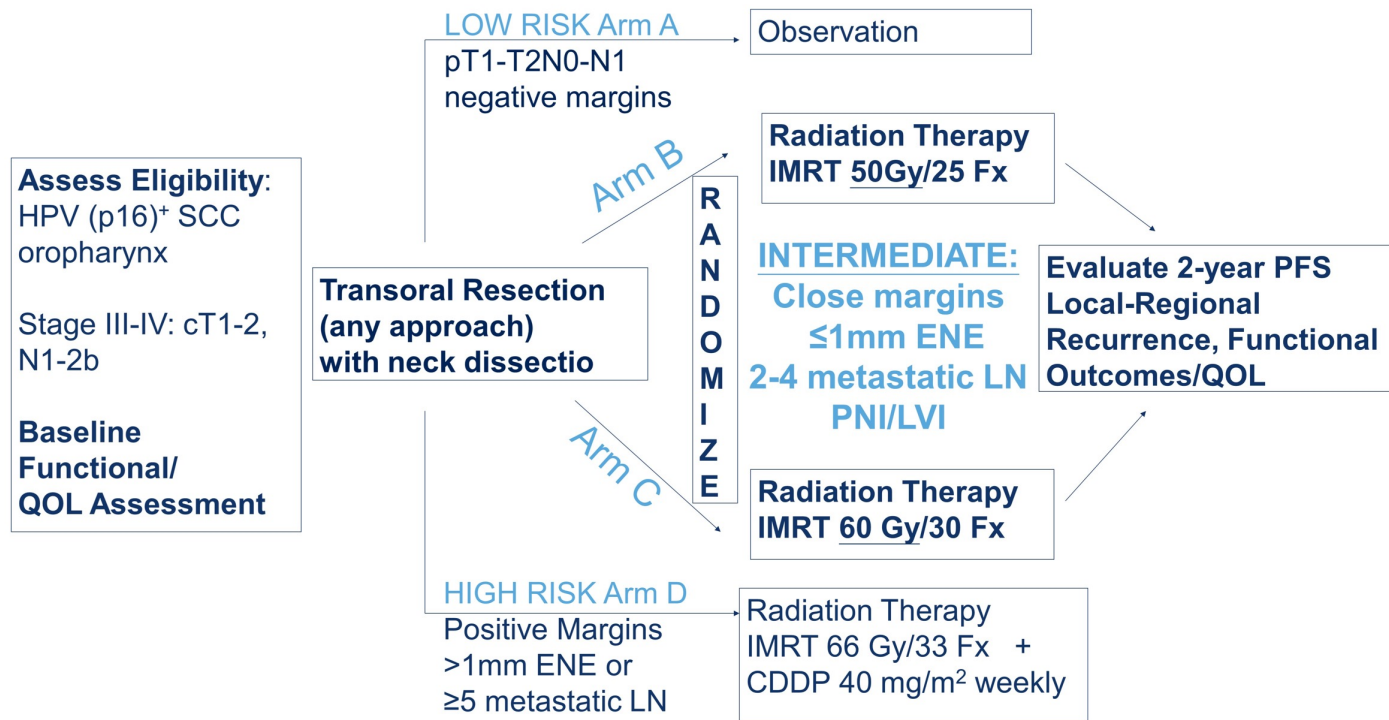 LOW RISK Arm A
pT1-T2N0-N1
negative margins
Observation
Assess Eligibility:
HPV (p16)⁺ SCC
oropharynx
Stage III-IV: cT1-2,
N1-2b
Baseline
Functional/
QOL Assessment
Transoral Resection
(any approach)
with neck dissectio
Arm B
Arm C
R
A
N
D
O
M
I
Z
E
Radiation Therapy
IMRT 50Gy/25 Fx
INTERMEDIATE:
Close margins
≤1mm ENE
2-4 metastatic LN
PNI/LVI
Radiation Therapy
IMRT 60 Gy/30 Fx
Evaluate 2-year PFS
Local-Regional
Recurrence, Functional
Outcomes/QOL
HIGH RISK Arm D
Positive Margins
>1mm ENE or
≥5 metastatic LN
Radiation Therapy
IMRT 66 Gy/33 Fx +
CDDP 40 mg/m² weekly